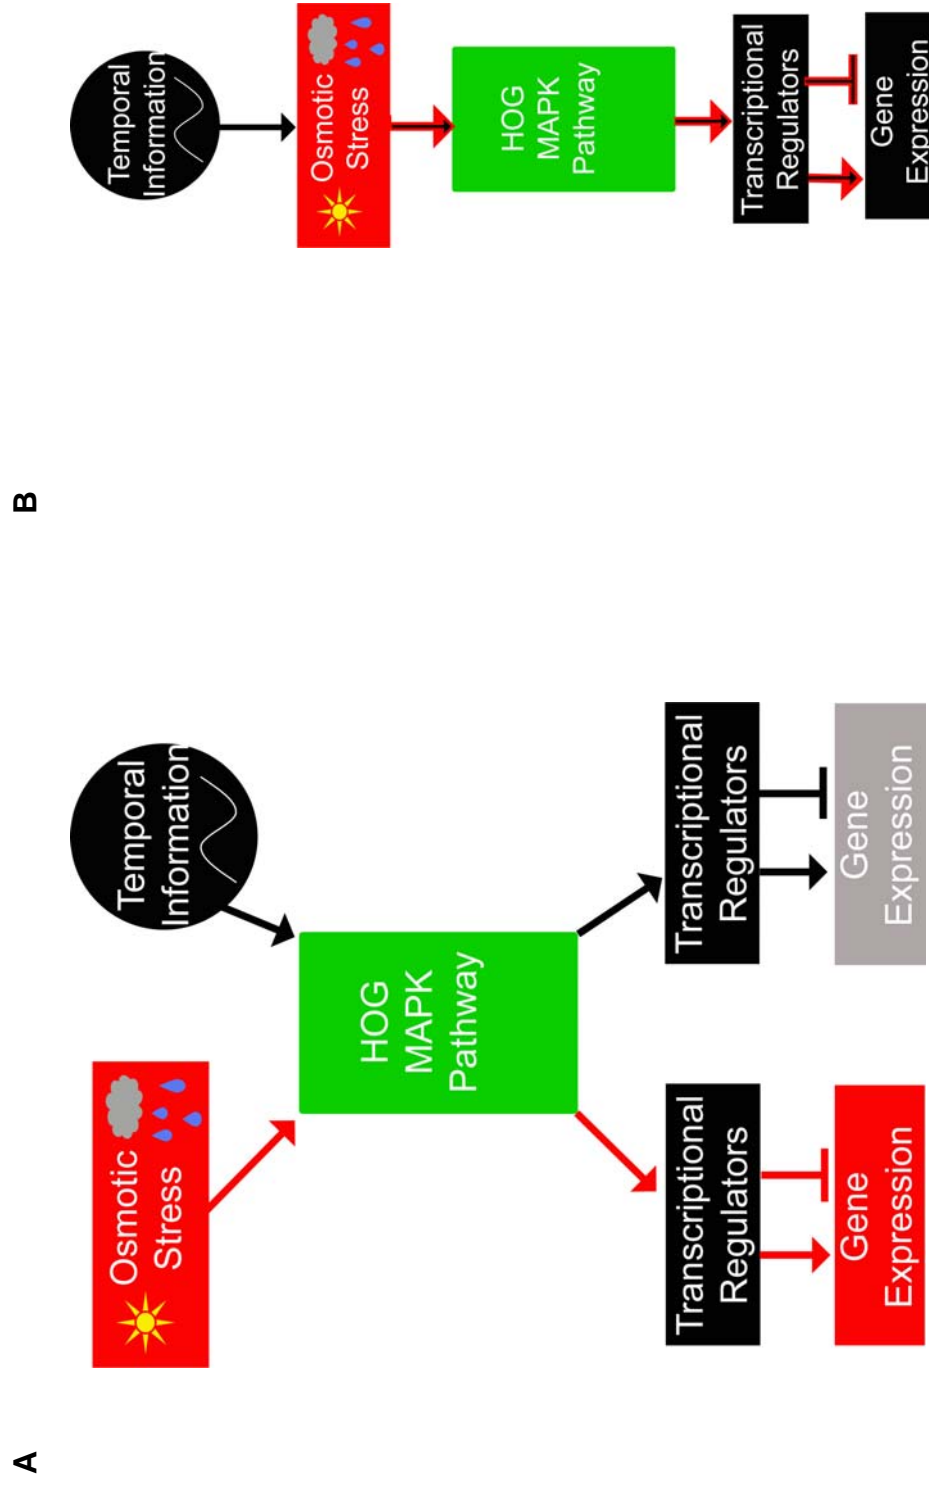 A
Osmotic
Stress
Temporal
Information
HOG
MAPK
Pathway
Transcriptional
Regulators
Gene
Expression
Transcriptional
Regulators
Gene
Expression
B
Temporal
Information
Osmotic
Stress
HOG
MAPK
Pathway
Transcriptional
Regulators
Gene
Expression